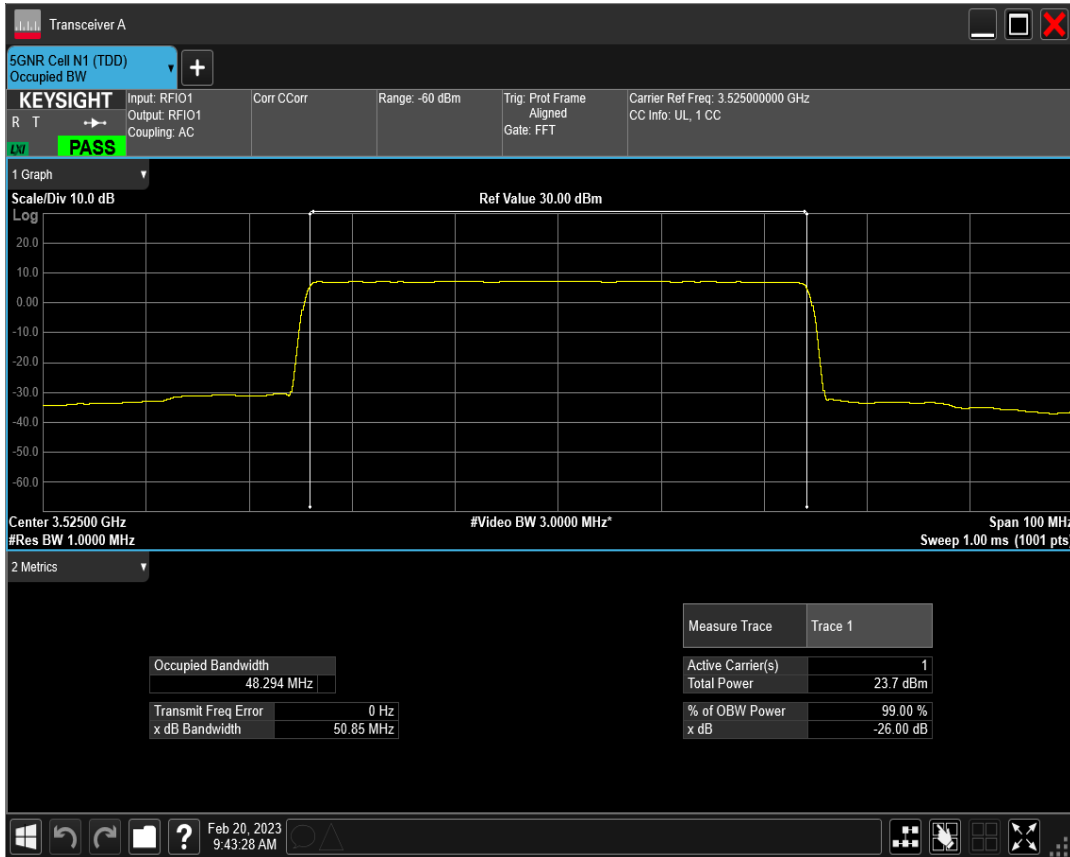 Transceiver A
5GNR Cell N1 (TDD)
Occupied BW
+
KEYSIGHT
R T
LXI
PASS
Input: RFIO1
Output: RFIO1
Coupling: AC
Corr CCorr
Range: -60 dBm
Trig: Prot Frame
Aligned
Gate: FFT
Carrier Ref Freq: 3.525000000 GHz
CC Info: UL, 1 CC
1 Graph
Scale/Div 10.0 dB
Ref Value 30.00 dBm
Log
20.0
10.0
0.00
-10.0
-20.0
-30.0
-40.0
-50.0
-60.0
Center 3.52500 GHz
#Video BW 3.0000 MHz*
Span 100 MHz
#Res BW 1.0000 MHz
Sweep 1.00 ms (1001 pts)
2 Metrics
Measure Trace Trace 1
Occupied Bandwidth
48.294 MHz
Active Carrier(s) 1
Total Power 23.7 dBm
Transmit Freq Error 0 Hz
x dB Bandwidth 50.85 MHz
% of OBW Power 99.00 %
x dB -26.00 dB
?
Feb 20, 2023
9:43:28 AM